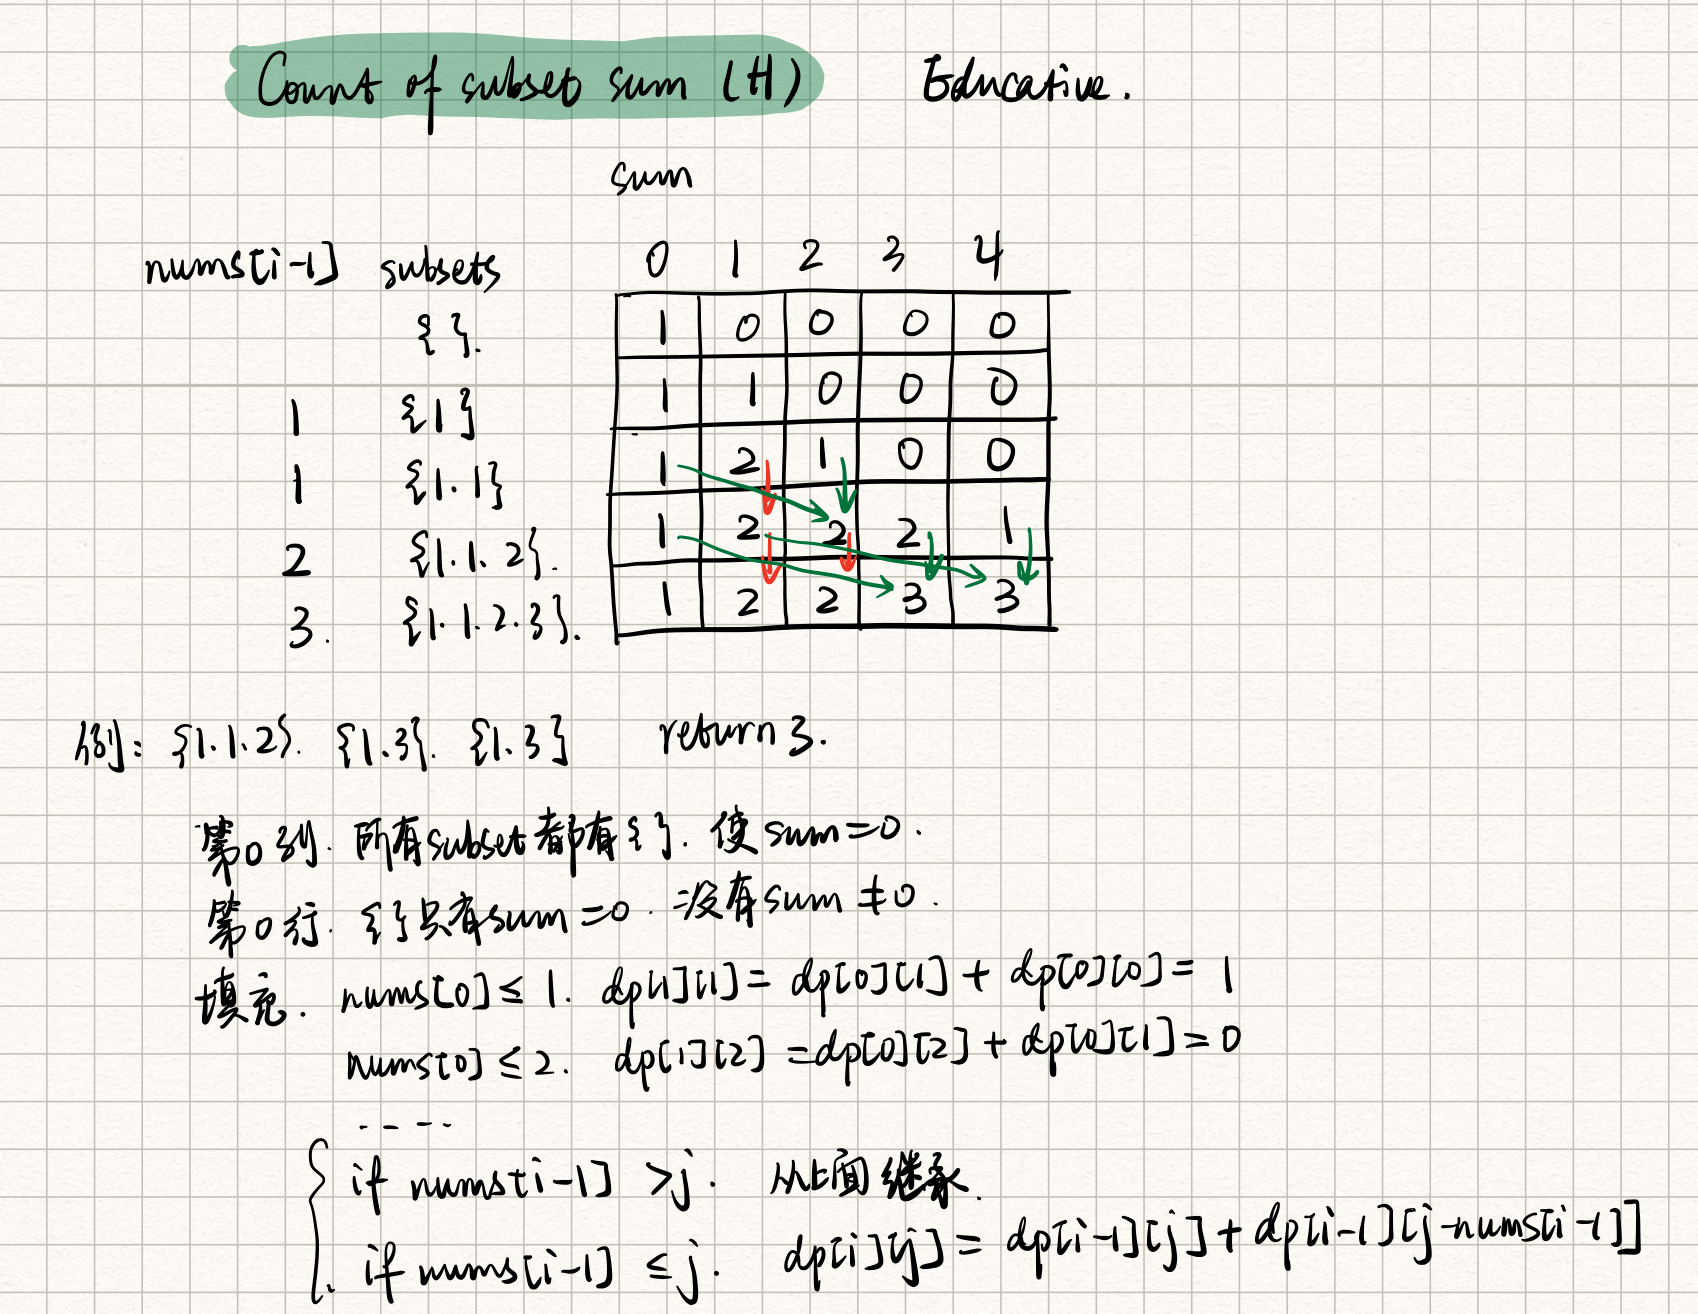 Count of subset sum (H) Educative.
sum
nums[i-1] subsets 0 1 2 3 4
{ }. 1 0 0 0 0
1 {1} 1 1 0 0 0
1 {1.1} 1 2 1 0 0
2 {1.1.2}. 1 2 2 2 1
3. {1.1.2.3}. 1 2 2 3 3
例: {1.1.2}. {1.3}. {1.3} return 3.
第0列. 所有subset都有{}. 使sum=0.
第0行. {}只有sum=0. 没有sum≠0.
填充. nums[0]≤1. dp[1][1]= dp[0][1] + dp[0][0]= 1
nums[0]≤2. dp[1][2] =dp[0][2] + dp[0][1]=0
-----
if nums[i-1] >j. 从上面继承.
if nums[i-1] ≤j. dp[i][j]= dp[i-1][j] + dp[i-1][j-nums[i-1]]